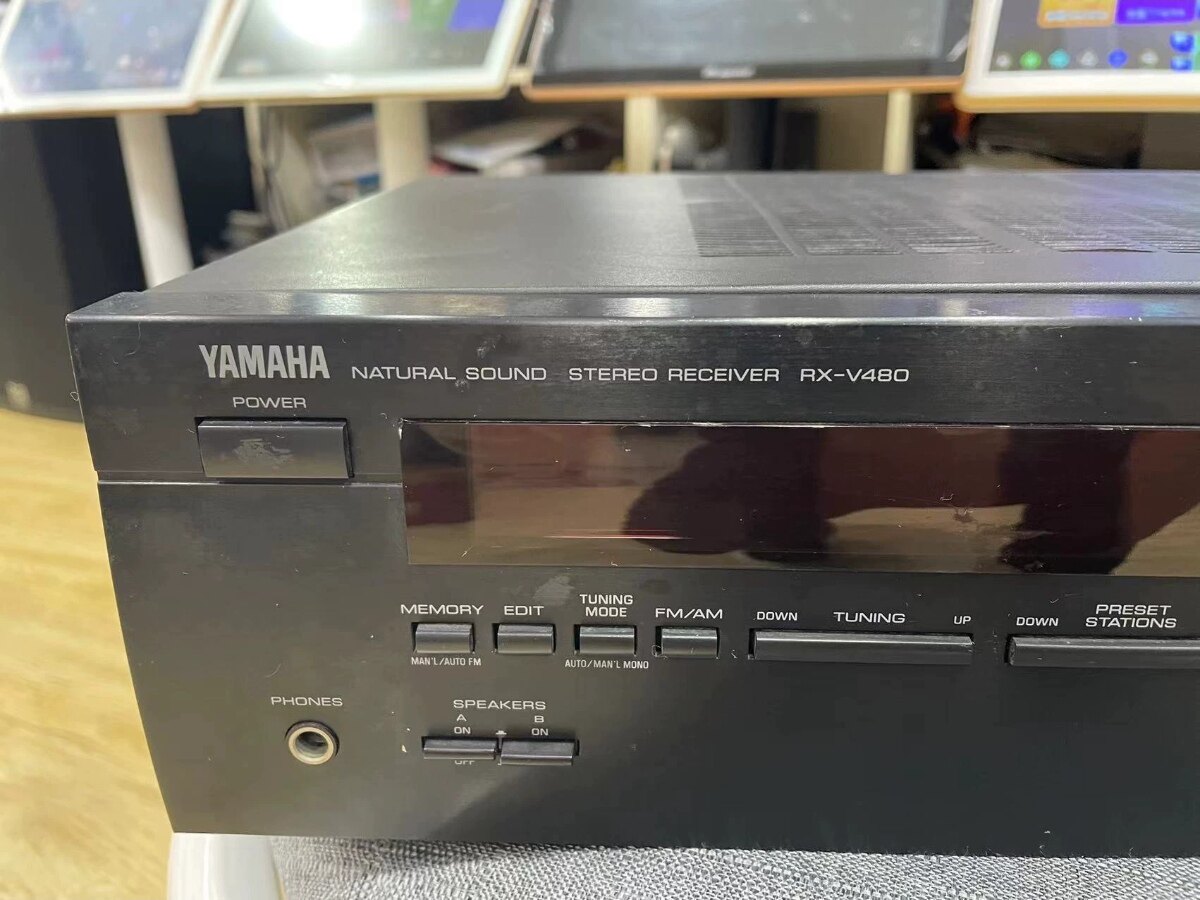 YAMAHA NATURAL SOUND STEREO RECEIVER RX-V480
POWER
MEMORY EDIT TUNING MODE FM/AM DOWN TUNING UP DOWN PRESET STATIONS
MAN'L/AUTO FM AUTO/MAN'L MONO
PHONES
SPEAKERS
A B
ON ON
OFF